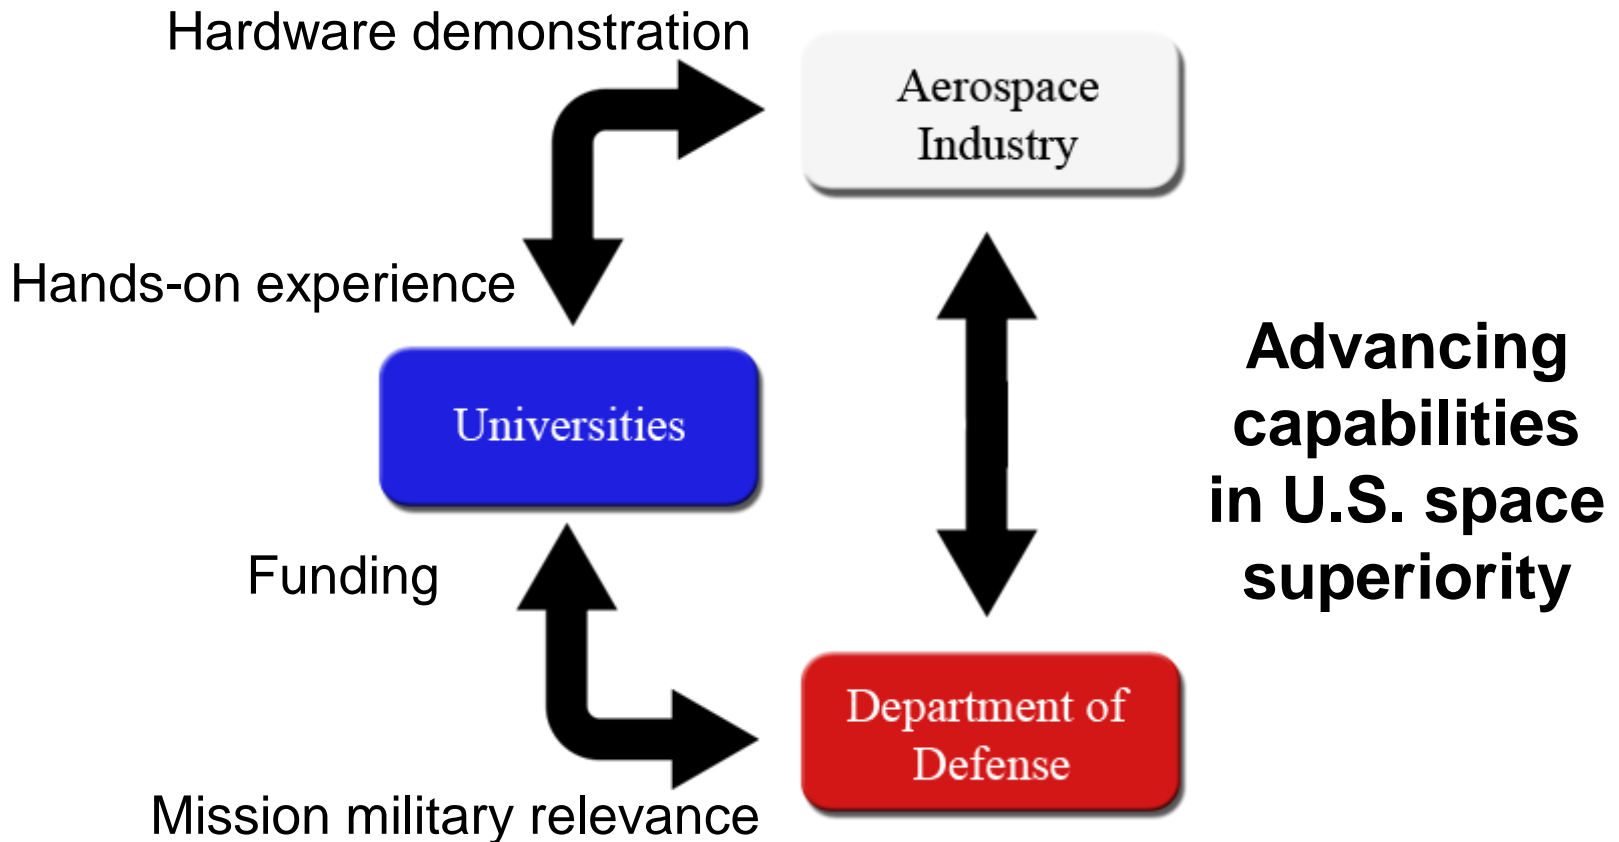 Hardware demonstration
Aerospace
Industry
Hands-on experience
Universities
Advancing
capabilities
in U.S. space
superiority
Funding
Department of
Defense
Mission military relevance